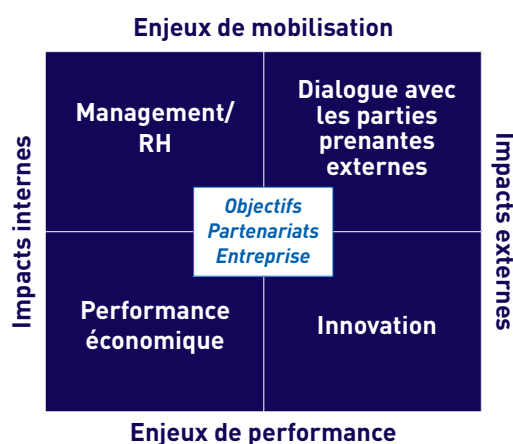 Enjeux de mobilisation
Impacts internes
Management/
RH
Dialogue avec
les parties
prenantes
externes
Impacts externes
Objectifs
Partenariats
Entreprise
Performance
économique
Innovation
Enjeux de performance